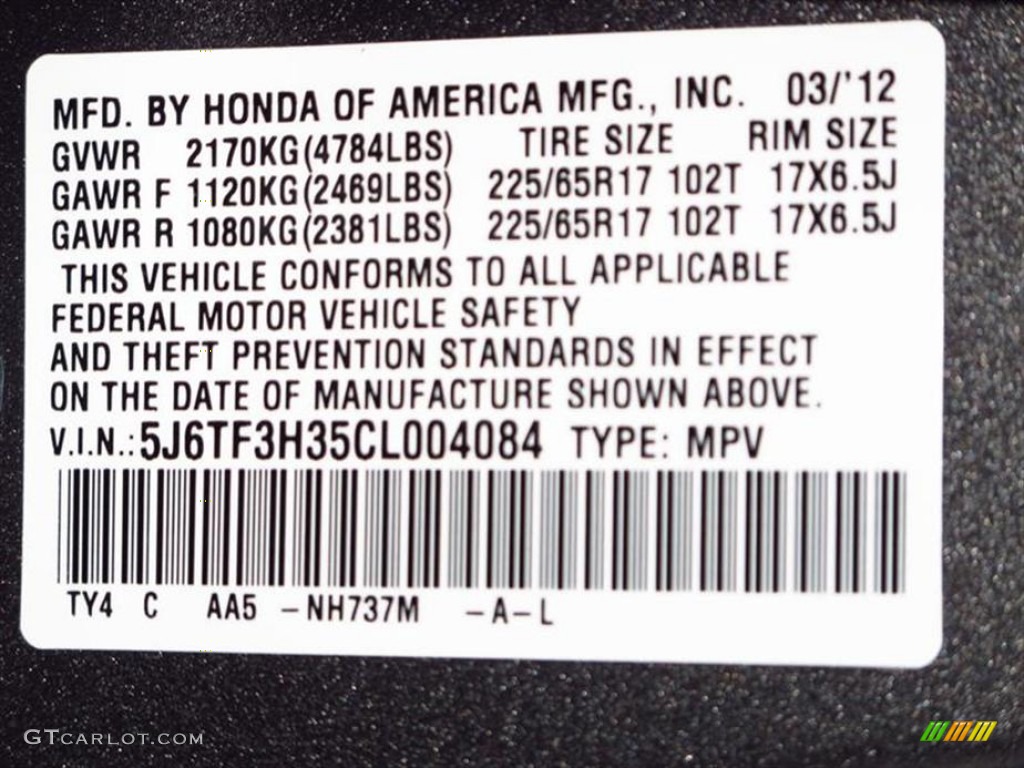 MFD. BY HONDA OF AMERICA MFG., INC. 03/'12
GVWR 2170KG(4784LBS) TIRE SIZE RIM SIZE
GAWR F 1120KG(2469LBS) 225/65R17 102T 17X6.5J
GAWR R 1080KG(2381LBS) 225/65R17 102T 17X6.5J
THIS VEHICLE CONFORMS TO ALL APPLICABLE
FEDERAL MOTOR VEHICLE SAFETY
AND THEFT PREVENTION STANDARDS IN EFFECT
ON THE DATE OF MANUFACTURE SHOWN ABOVE.
V.I.N.: 5J6TF3H35CL004084 TYPE: MPV
TY4 C AA5 -NH737M -A-L
GTCARLOT.COM